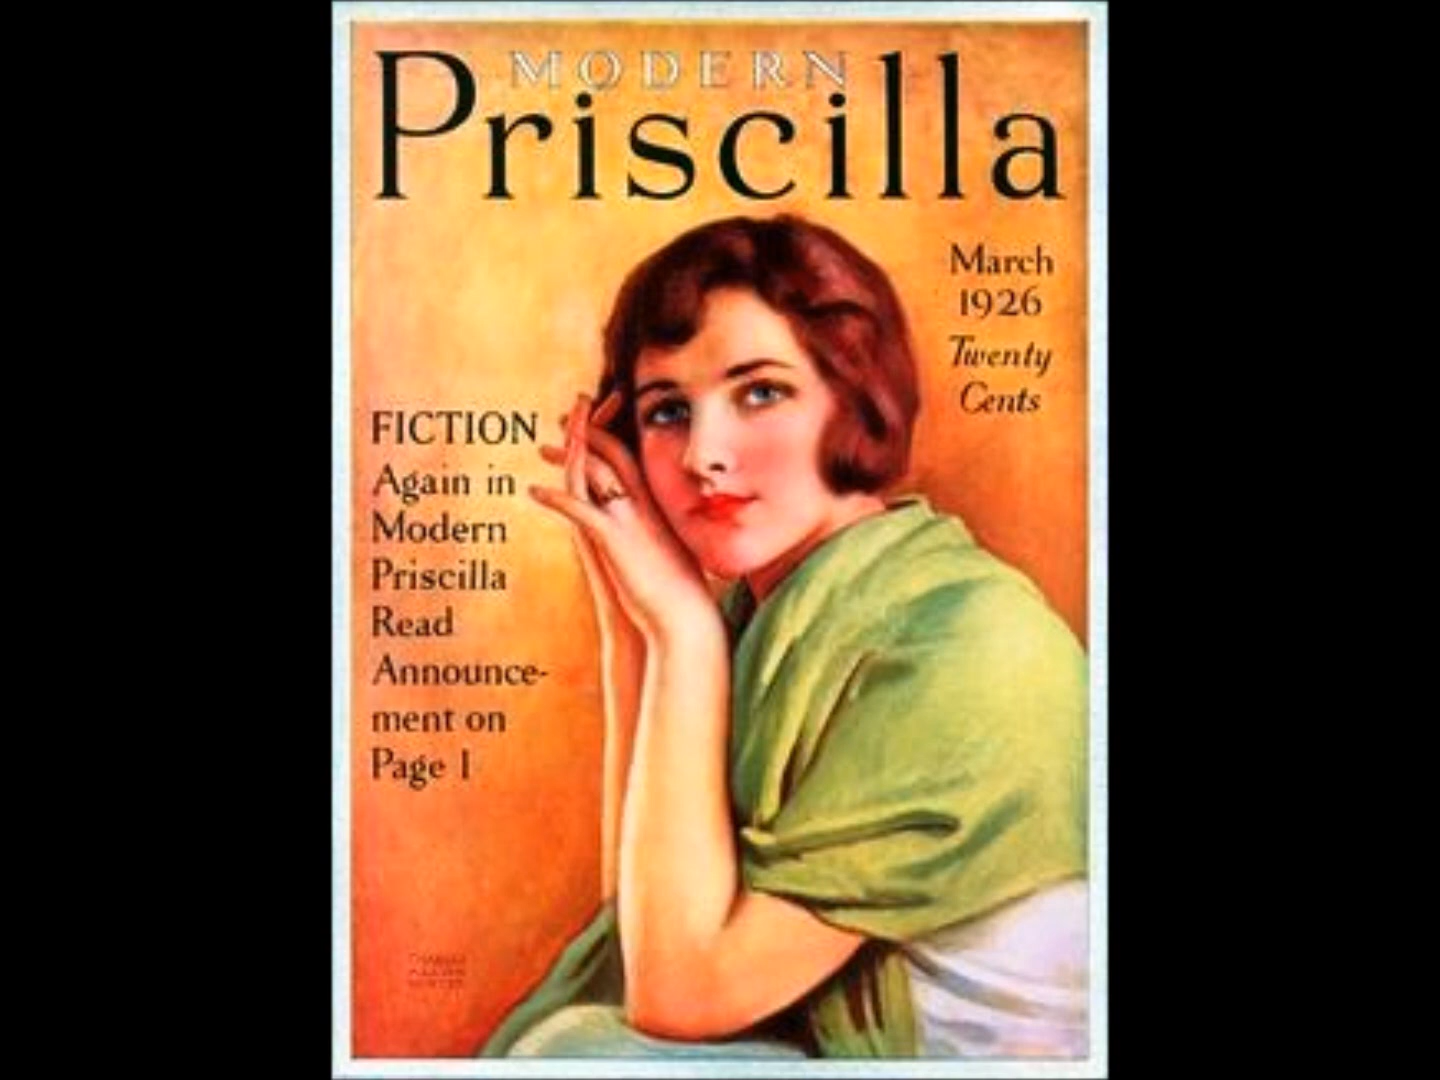 MODERN
Priscilla
March
1926
Twenty
Cents
FICTION
Again in
Modern
Priscilla
Read
Announce-
ment on
Page 1